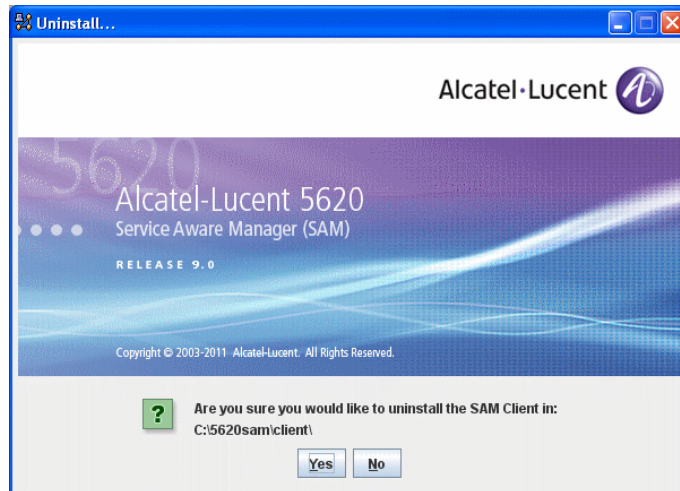 Uninstall...
Alcatel·Lucent
5620
Alcatel-Lucent 5620
Service Aware Manager (SAM)
RELEASE 9.0
Copyright © 2003-2011 Alcatel-Lucent. All Rights Reserved.
Are you sure you would like to uninstall the SAM Client in:
C:\5620sam\client\
Yes No